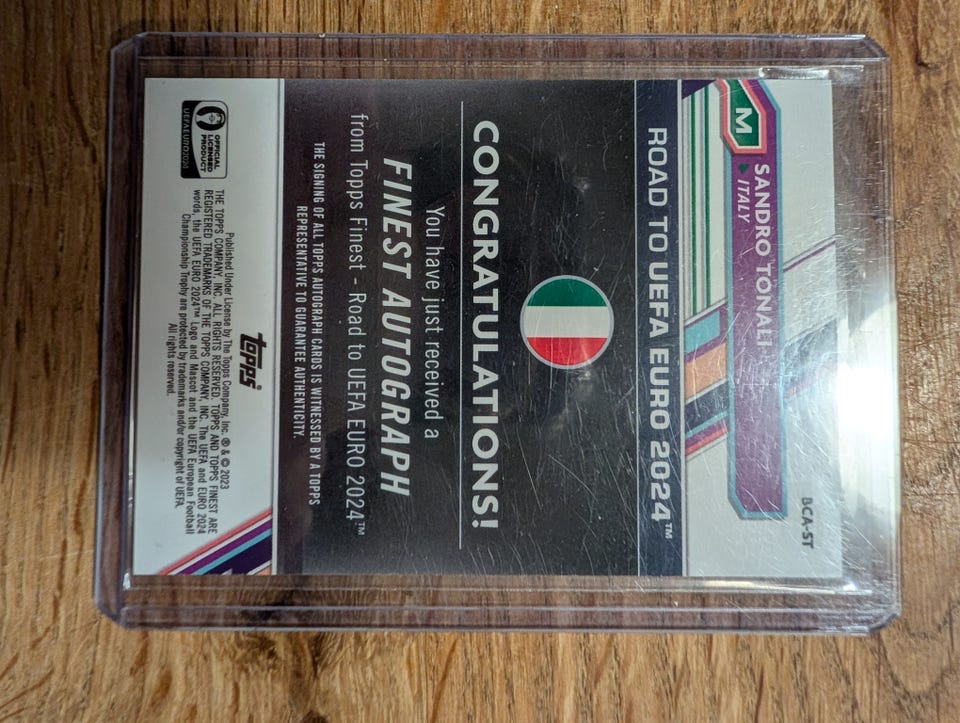 BCA-ST
M
SANDRO TONALI
ITALY
ROAD TO UEFA EURO 2024™
CONGRATULATIONS!
You have just received a
FINEST AUTOGRAPH
from Topps Finest - Road to UEFA EURO 2024™
THE SIGNING OF ALL TOPPS AUTOGRAPH CARDS IS WITNESSED BY A TOPPS
REPRESENTATIVE TO GUARANTEE AUTHENTICITY.
topps®
OFFICIAL
LICENSED
PRODUCT
UEFA EURO2024
Published Under License by The Topps Company, Inc. ® & © 2023
THE TOPPS COMPANY, INC. ALL RIGHTS RESERVED. TOPPS AND TOPPS FINEST ARE
REGISTERED TRADEMARKS OF THE TOPPS COMPANY, INC. The UEFA and EURO 2024
words, the UEFA EURO 2024™ Logo and Mascot and the UEFA European Football
Championship Trophy are protected by trademarks and/or copyright of UEFA.
All rights reserved.